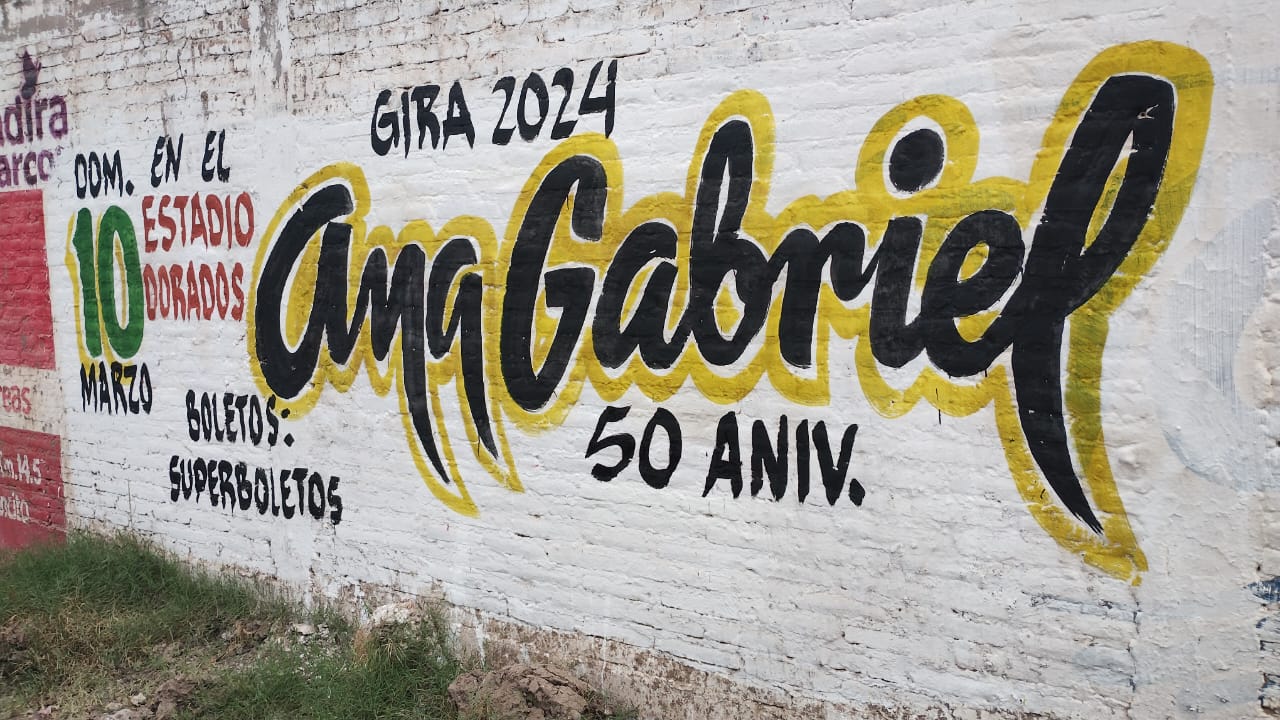 GIRA 2024
Ana Gabriel
50 ANIV.
DOM. EN EL
10 ESTADIO
DORADOS
MARZO
BOLETOS:
SUPERBOLETOS